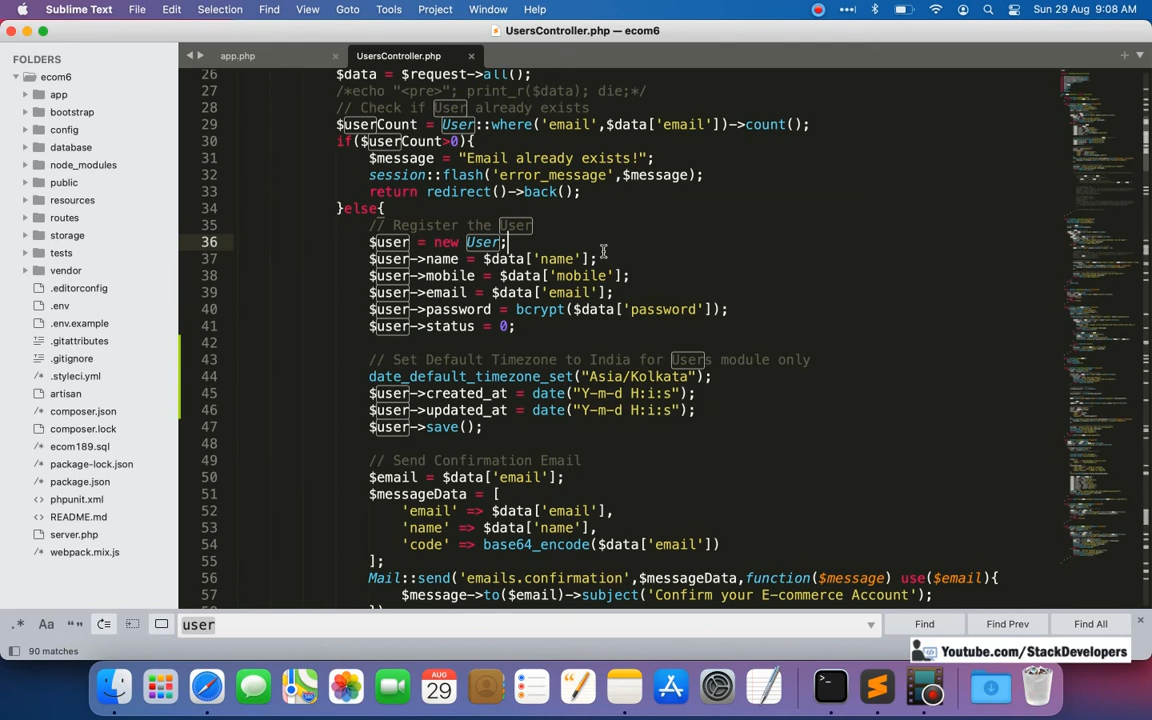 Sublime Text File Edit Selection Find View Goto Tools Project Window Help Sun 29 Aug 9:08 AM
UsersController.php — ecom6
FOLDERS
ecom6
app
bootstrap
config
database
node_modules
public
resources
routes
storage
tests
vendor
.editorconfig
.env
.env.example
.gitattributes
.gitignore
.styleci.yml
artisan
composer.json
composer.lock
ecom189.sql
package-lock.json
package.json
phpunit.xml
README.md
server.php
webpack.mix.js
app.php × UsersController.php ×
26 $data = $request->all();
27 /*echo "<pre>"; print_r($data); die;*/
28 // Check if User already exists
29 $userCount = User::where('email',$data['email'])->count();
30 if($userCount>0){
31 $message = "Email already exists!";
32 session::flash('error_message',$message);
33 return redirect()->back();
34 }else{
35 // Register the User
36 $user = new User;
37 $user->name = $data['name'];
38 $user->mobile = $data['mobile'];
39 $user->email = $data['email'];
40 $user->password = bcrypt($data['password']);
41 $user->status = 0;
42
43 // Set Default Timezone to India for Users module only
44 date_default_timezone_set("Asia/Kolkata");
45 $user->created_at = date("Y-m-d H:i:s");
46 $user->updated_at = date("Y-m-d H:i:s");
47 $user->save();
48
49 // Send Confirmation Email
50 $email = $data['email'];
51 $messageData = [
52 'email' => $data['email'],
53 'name' => $data['name'],
54 'code' => base64_encode($data['email'])
55 ];
56 Mail::send('emails.confirmation',$messageData,function($message) use($email){
57 $message->to($email)->subject('Confirm your E-commerce Account');
.* Aa "" user Find Find Prev Find All
90 matches
Youtube.com/StackDevelopers
AUG
29